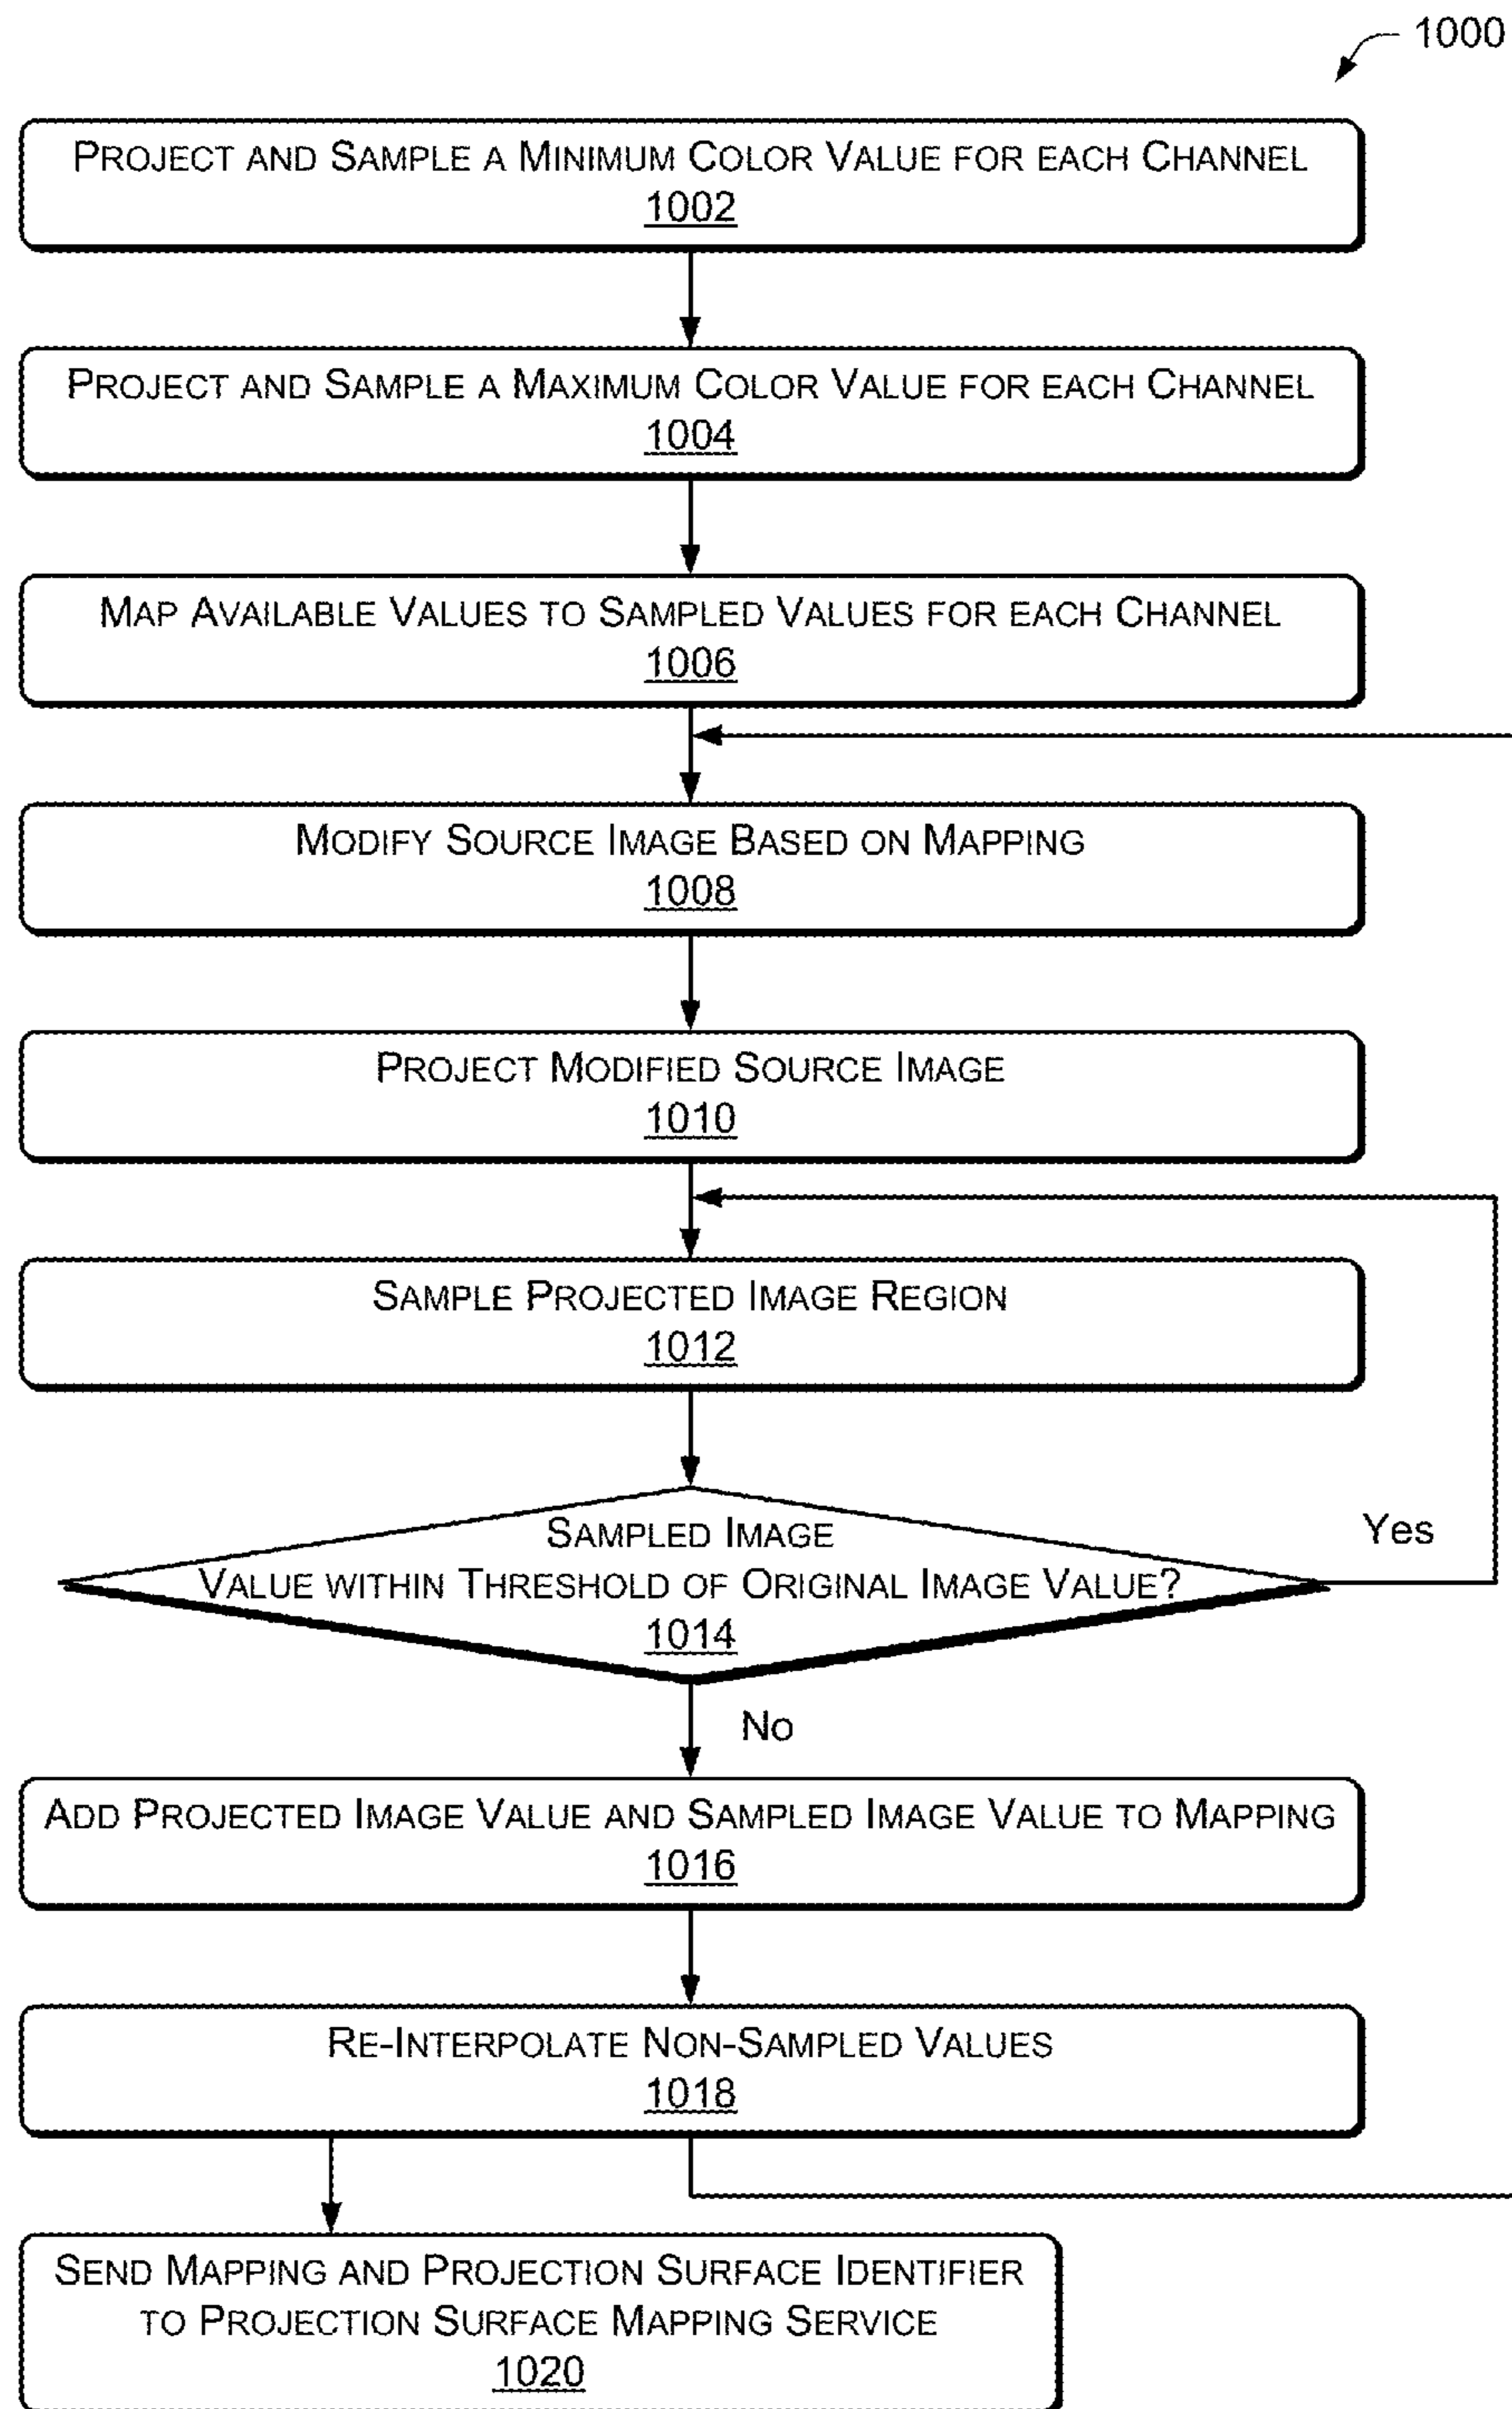 1000
Project and Sample a Minimum Color Value for each Channel
1002
Project and Sample a Maximum Color Value for each Channel
1004
Map Available Values to Sampled Values for each Channel
1006
Modify Source Image Based on Mapping
1008
Project Modified Source Image
1010
Sample Projected Image Region
1012
Sampled Image
Value within Threshold of Original Image Value?
1014
Yes
No
Add Projected Image Value and Sampled Image Value to Mapping
1016
Re-Interpolate Non-Sampled Values
1018
Send Mapping and Projection Surface Identifier
to Projection Surface Mapping Service
1020